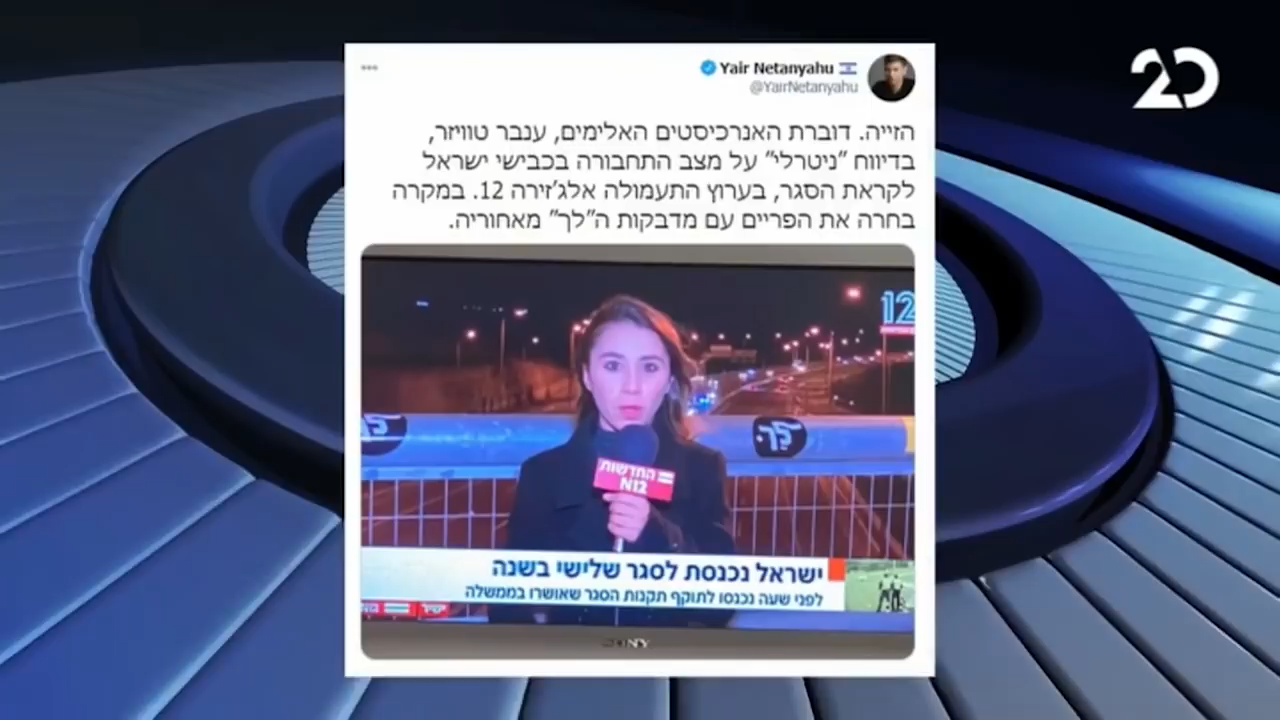 20
Yair Netanyahu
@YairNetanyahu
הזייה. דוברת האנרכיסטים האלימים, ענבר טוויזר,
בדיווח "ניטרלי" על מצב התחבורה בכבישי ישראל
לקראת הסגר, בערוץ התעמולה אלג'זירה 12. במקרה
בחרה את הפריים עם מדבקות ה"לך" מאחוריה.
12
לך
לך
החדשות
N12
ישראל נכנסת לסגר שלישי בשנה
לפני שעה נכנסו לתוקף תקנות הסגר שאושרו בממשלה
ישיר
SONY